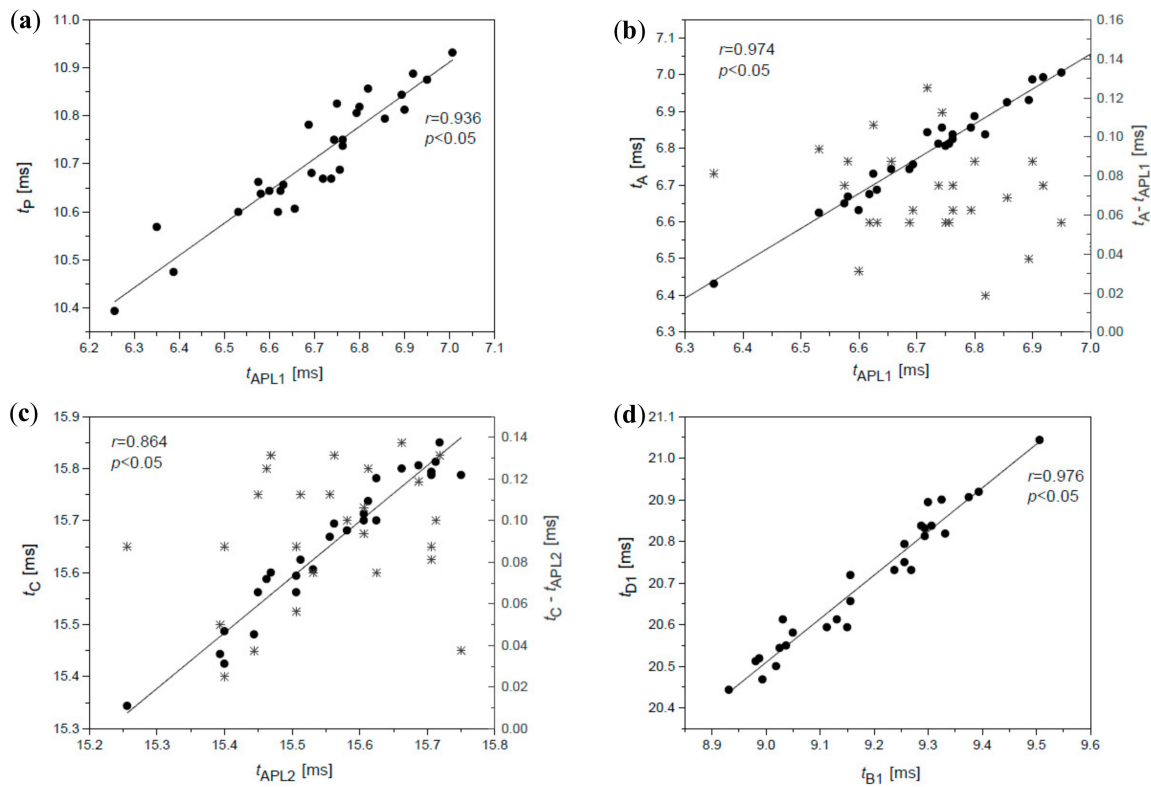 (a)
11.0
10.9
10.8
10.7
10.6
10.5
10.4
tP [ms]
r=0.936
p<0.05
6.2 6.3 6.4 6.5 6.6 6.7 6.8 6.9 7.0 7.1
tAPL1 [ms]
(b)
7.1
7.0
6.9
6.8
6.7
6.6
6.5
6.4
6.3
tA [ms]
r=0.974
p<0.05
0.16
0.14
0.12
0.10
0.08
0.06
0.04
0.02
0.00
tA- tAPL1 [ms]
6.3 6.4 6.5 6.6 6.7 6.8 6.9 7.0
tAPL1 [ms]
(c)
15.9
15.8
15.7
15.6
15.5
15.4
15.3
tC [ms]
r=0.864
p<0.05
0.14
0.12
0.10
0.08
0.06
0.04
0.02
0.00
tC - tAPL2 [ms]
15.2 15.3 15.4 15.5 15.6 15.7 15.8
tAPL2 [ms]
(d)
21.1
21.0
20.9
20.8
20.7
20.6
20.5
20.4
tD1 [ms]
r=0.976
p<0.05
8.9 9.0 9.1 9.2 9.3 9.4 9.5 9.6
tB1 [ms]